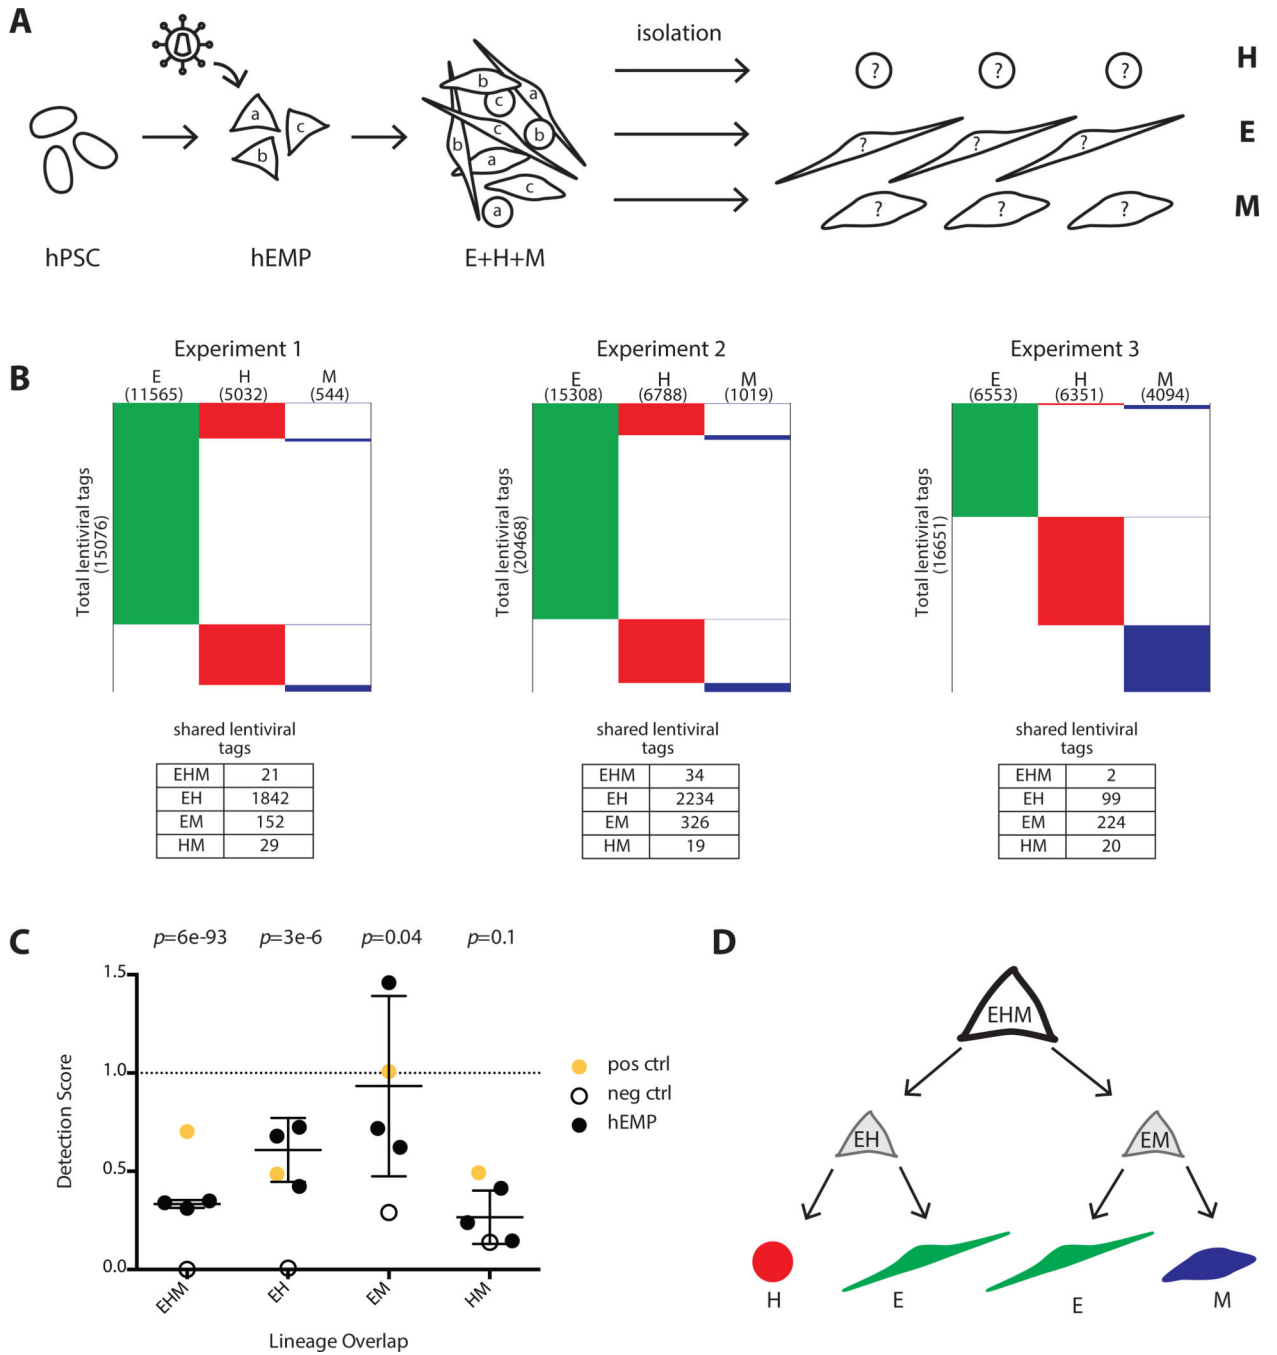 A
isolation
H
E
M
a
b
c
b
a
c
c
b
b
a
c
a
? ? ?
? ? ?
? ? ?
hPSC
hEMP
E+H+M
B
Experiment 1
E H M
(11565) (5032) (544)
Total lentiviral tags
(15076)
shared lentiviral
tags
EHM 21
EH 1842
EM 152
HM 29
Experiment 2
E H M
(15308) (6788) (1019)
Total lentiviral tags
(20468)
shared lentiviral
tags
EHM 34
EH 2234
EM 326
HM 19
Experiment 3
E H M
(6553) (6351) (4094)
Total lentiviral tags
(16651)
shared lentiviral
tags
EHM 2
EH 99
EM 224
HM 20
C
p=6e-93 p=3e-6 p=0.04 p=0.1
Detection Score
1.5
1.0
0.5
0.0
EHM
EH
EM
HM
Lineage Overlap
pos ctrl
neg ctrl
hEMP
D
EHM
EH
EM
H
E
E
M